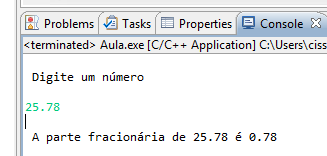 Problems Tasks Properties Console
<terminated> Aula.exe [C/C++ Application] C:\Users\ciss
Digite um número
25.78
A parte fracionária de 25.78 é 0.78